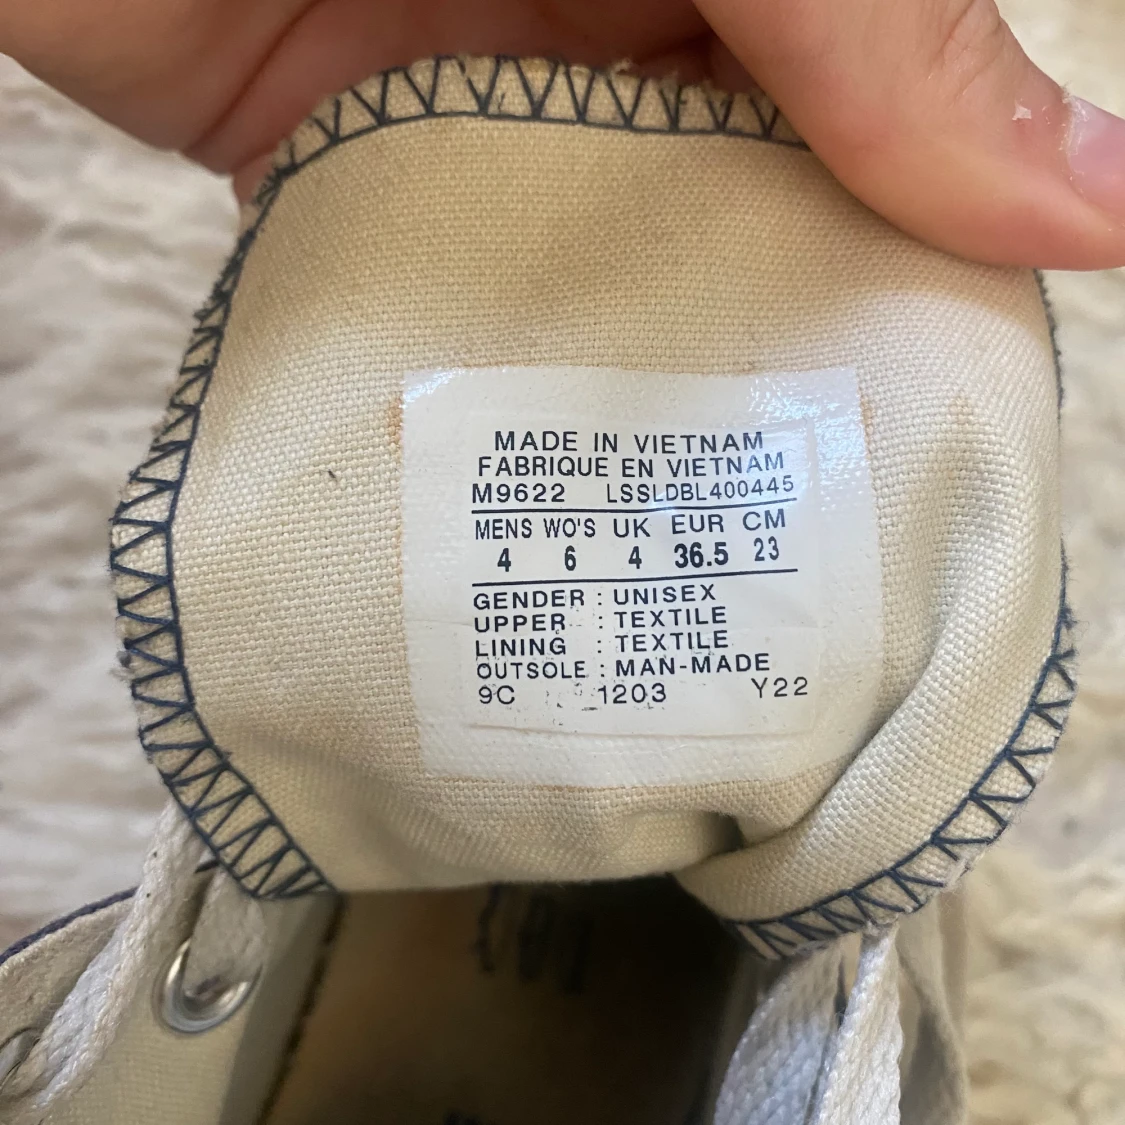 MADE IN VIETNAM
FABRIQUE EN VIETNAM
M9622 LSSLDBL400445
MENS WO'S UK EUR CM
4 6 4 36.5 23
GENDER : UNISEX
UPPER : TEXTILE
LINING : TEXTILE
OUTSOLE : MAN-MADE
9C 1203 Y22